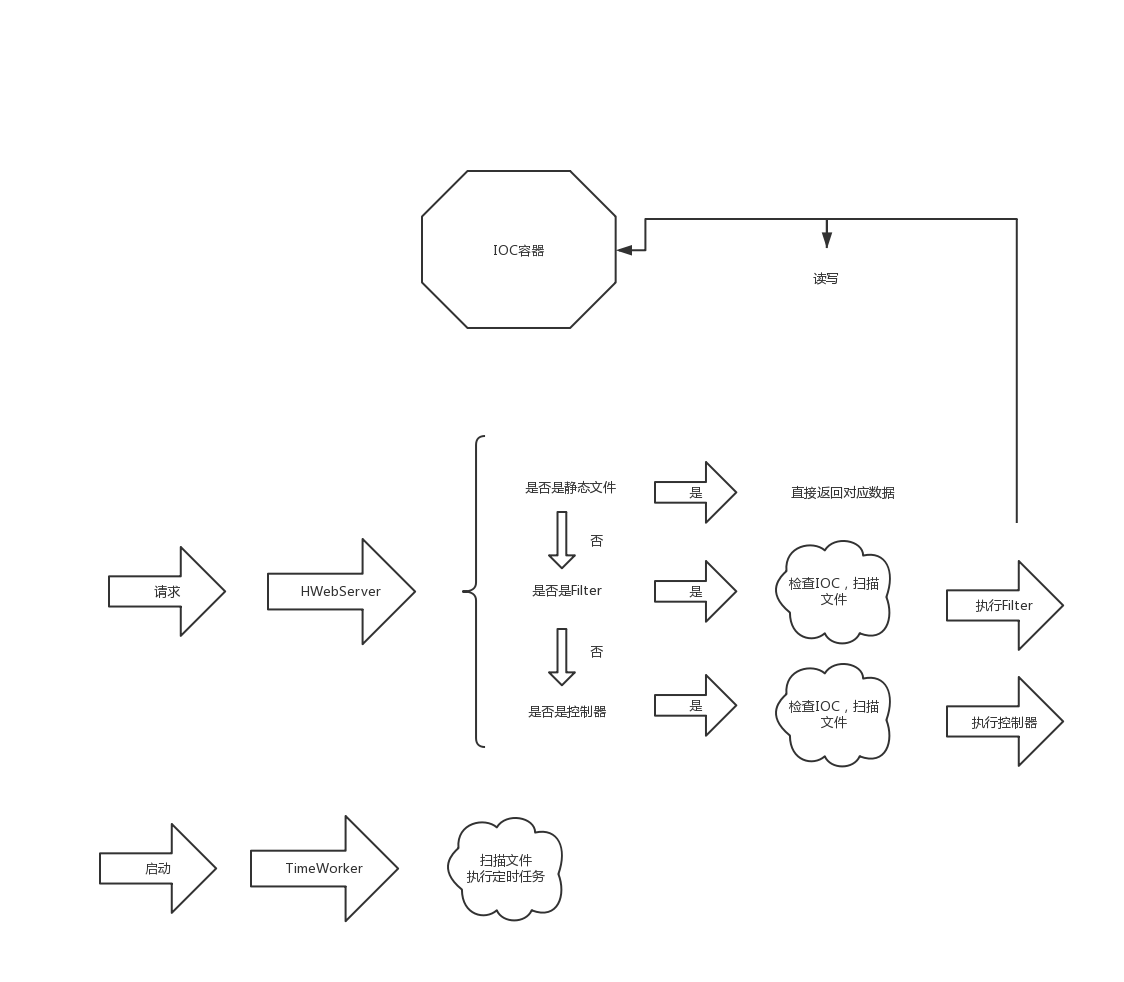 IOC容器
读写
是否是静态文件
是
直接返回对应数据
否
请求
HWebServer
是否是Filter
是
检查IOC，扫描
文件
执行Filter
否
是否是控制器
是
检查IOC，扫描
文件
执行控制器
启动
TimeWorker
扫描文件
执行定时任务